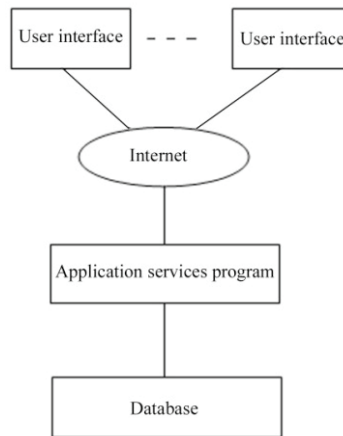 User interface
User interface
Internet
Application services program
Database